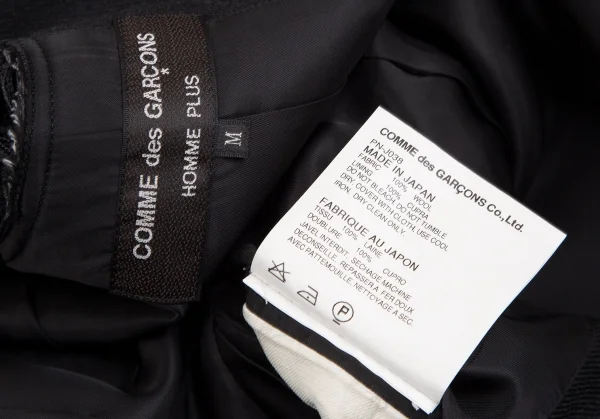 COMME des GARÇONS
*
HOMME PLUS
M
COMME des GARÇONS Co., Ltd.
PN-J038
MADE IN JAPAN
FABRIC 100% WOOL
LINING 100% CUPRA
DO NOT BLEACH, DO NOT TUMBLE
DRY, COVER WITH CLOTH, USE COOL
IRON, DRY CLEAN ONLY.
FABRIQUE AU JAPON
TISSU 100% LAINE
DOUBLURE 100% CUPRO
JAVEL INTERDIT, SECHAGE MACHINE
DECONSEILLE, REPASSER A FER DOUX
AVEC PATTEMOUILLE, NETTOYAGE A SEC.
P